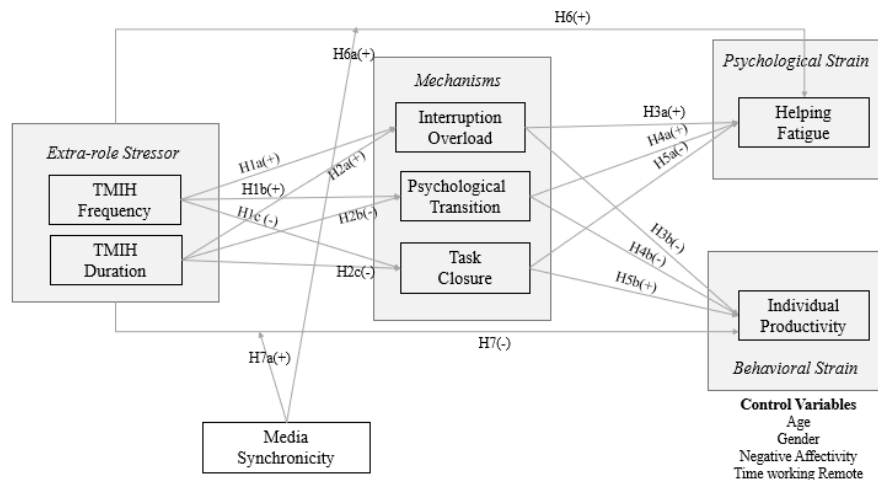 H6(+)
H6a(+)
Psychological Strain
Helping
Fatigue
Mechanisms
Interruption
Overload
Psychological
Transition
Task
Closure
Extra-role Stressor
TMIH
Frequency
TMIH
Duration
H1a(+)
H2a(+)
H1b(+)
H1c (-)
H2b(-)
H2c(-)
H3a(+)
H4a(+)
H5a(-)
H3b(-)
H4b(-)
H5b(+)
Individual
Productivity
Behavioral Strain
H7(-)
H7a(+)
Media
Synchronicity
Control Variables
Age
Gender
Negative Affectivity
Time working Remote